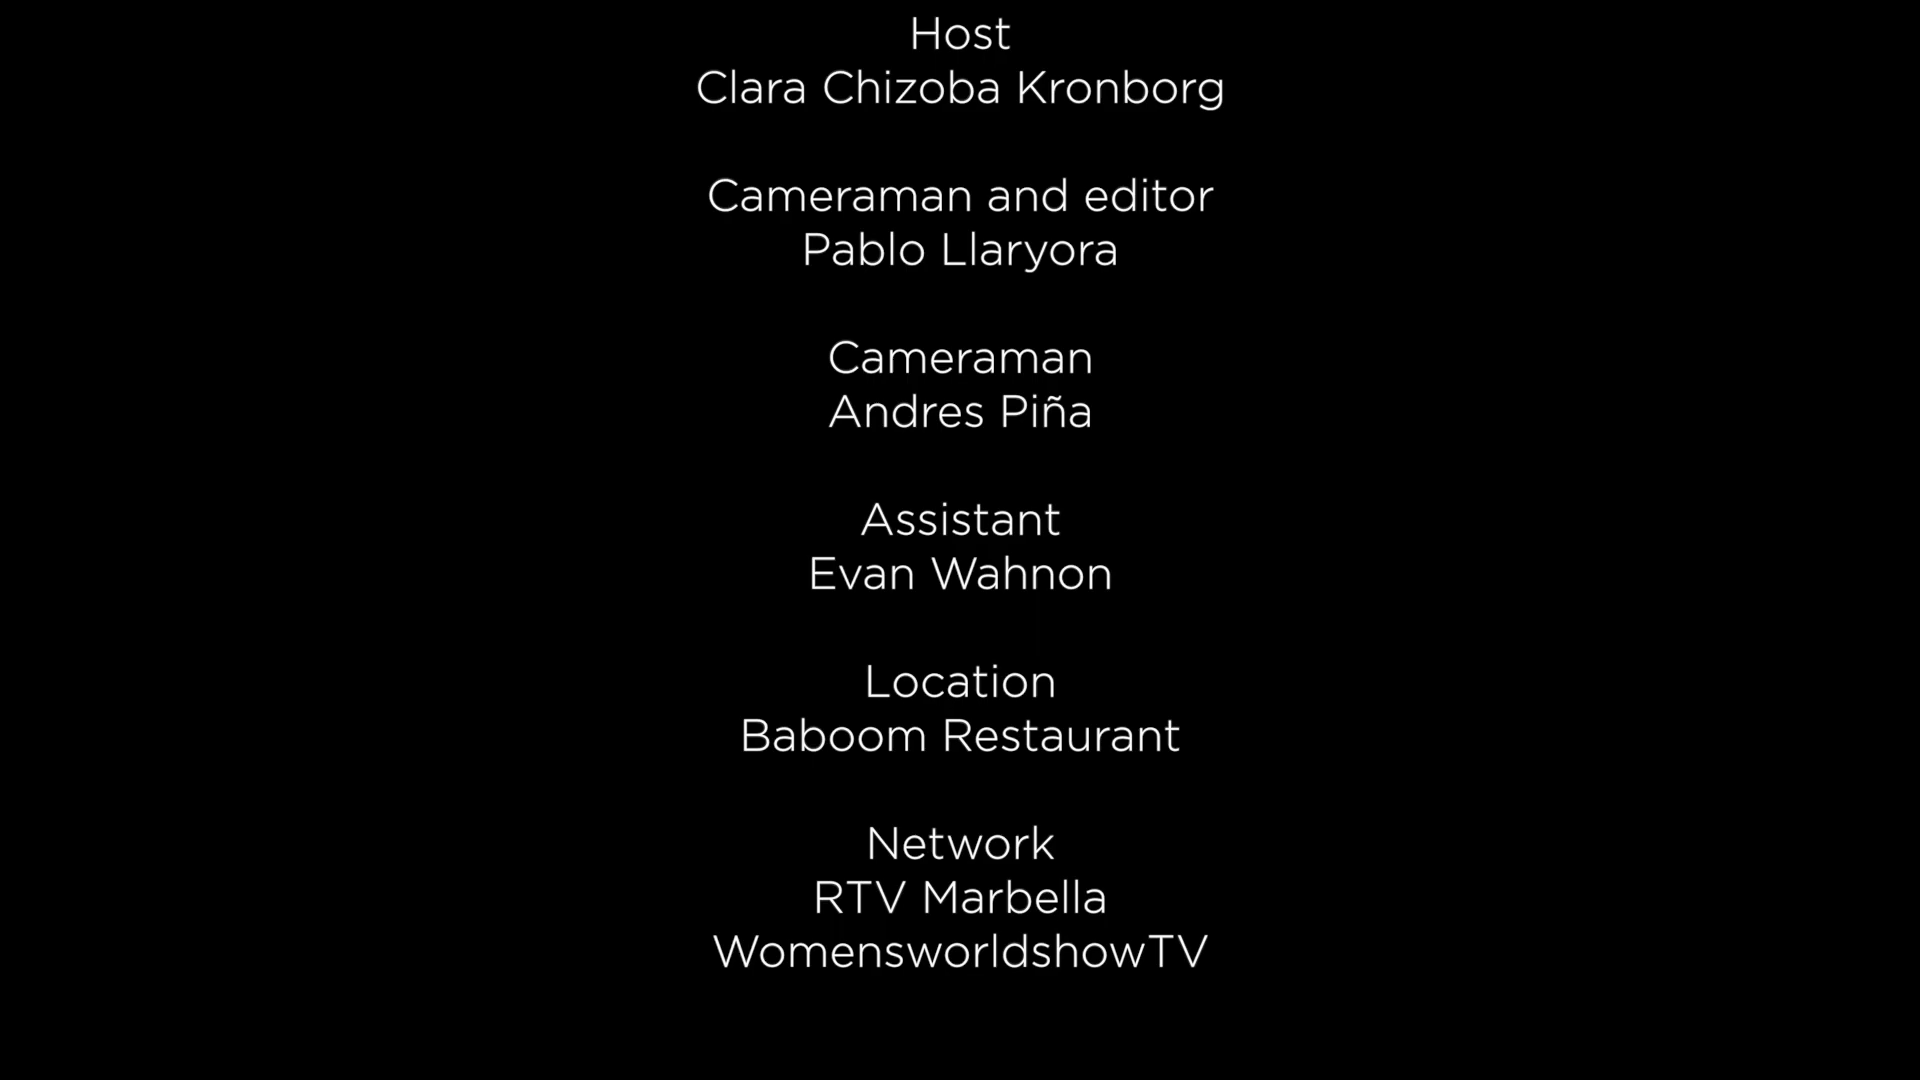 Host
Clara Chizoba Kronborg
Cameraman and editor
Pablo Llaryora
Cameraman
Andres Piña
Assistant
Evan Wahnon
Location
Baboom Restaurant
Network
RTV Marbella
WomensworldshowTV